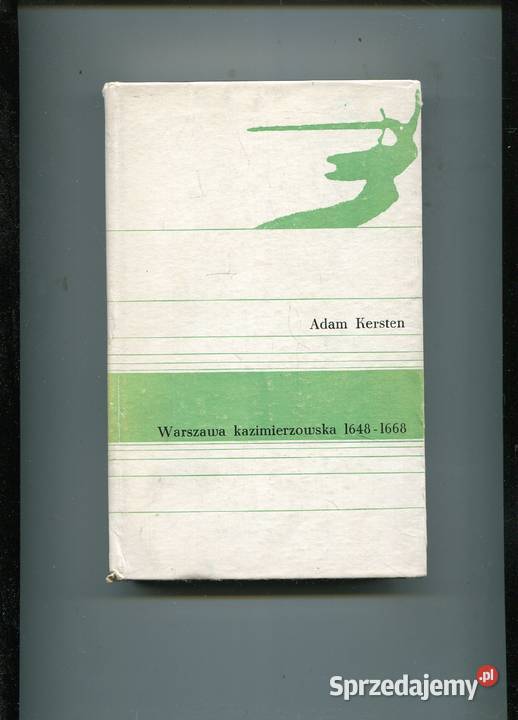 Adam Kersten
Warszawa kazimierzowska 1648-1668
Sprzedajemy.pl